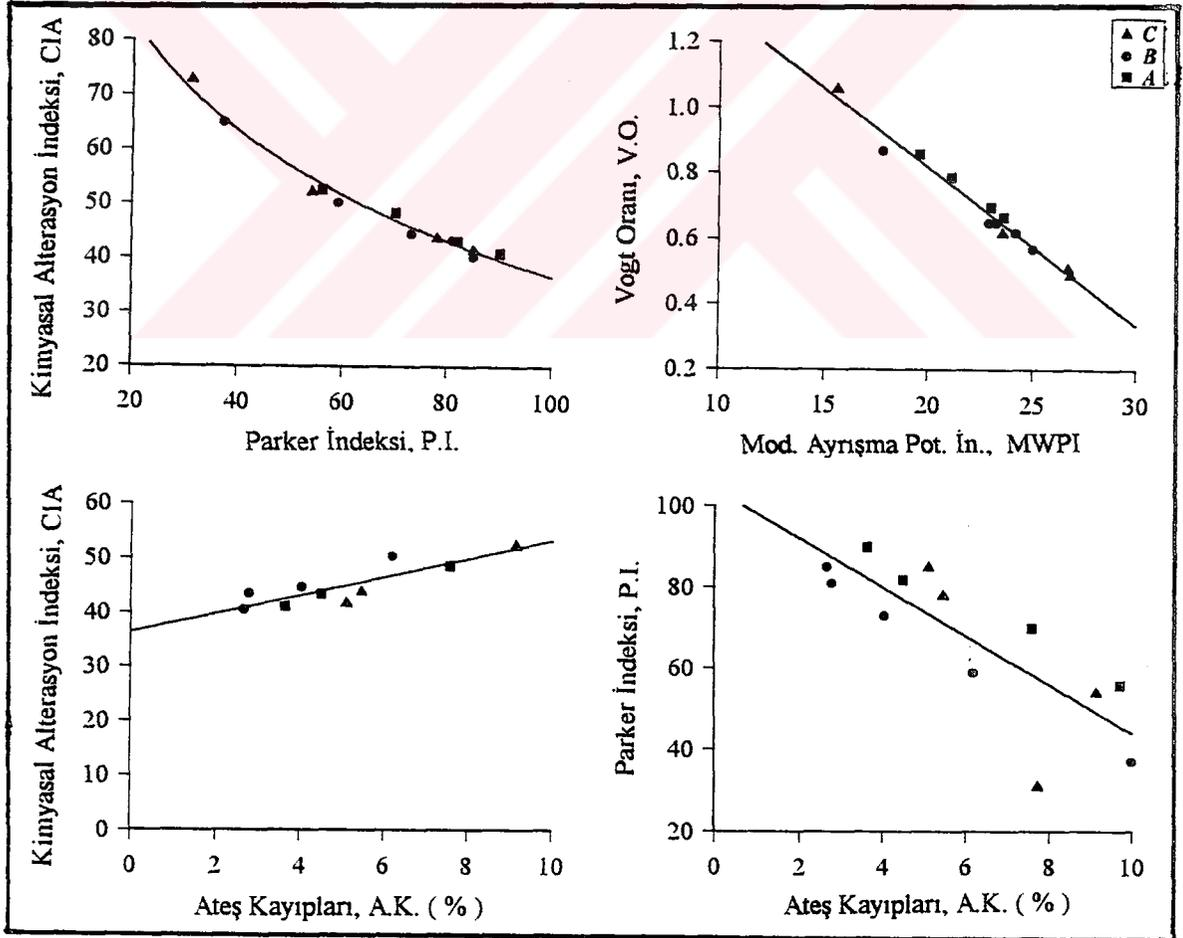 C
B
A
Kimyasal Alterasyon İndeksi, CIA
80
70
60
50
40
30
20
20 40 60 80 100
Parker İndeksi, P.I.
Vogt Oranı, V.O.
1.2
1.0
0.8
0.6
0.4
0.2
10 15 20 25 30
Mod. Ayrışma Pot. İn., MWPI
Kimyasal Alterasyon İndeksi, CIA
60
50
40
30
20
10
0
0 2 4 6 8 10
Ateş Kayıpları, A.K. ( % )
Parker İndeksi, P.I.
100
80
60
40
20
0 2 4 6 8 10
Ateş Kayıpları, A.K. ( % )